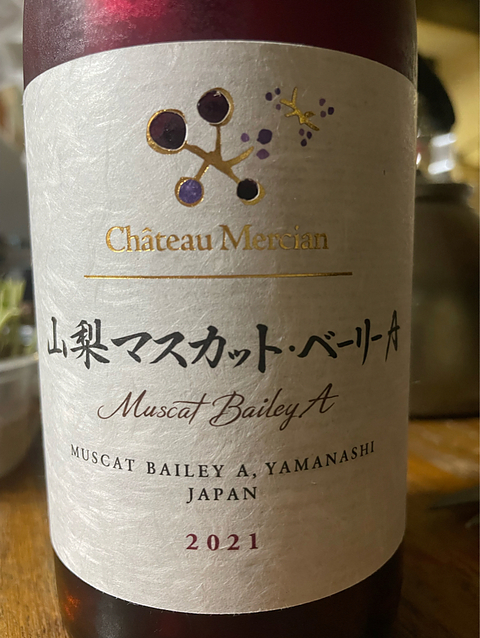 Château Mercian
山梨マスカット・ベーリーA
Muscat Bailey A
MUSCAT BAILEY A, YAMANASHI
JAPAN
2021